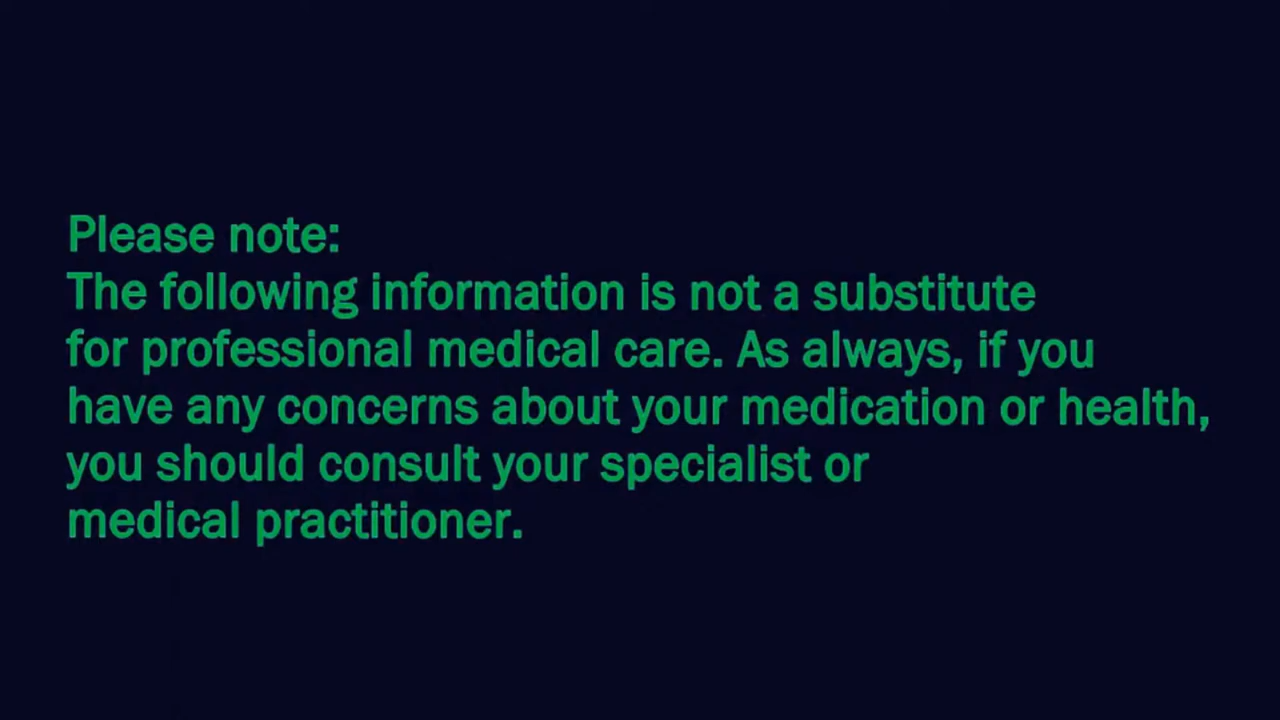 Please note:
The following information is not a substitute
for professional medical care. As always, if you
have any concerns about your medication or health,
you should consult your specialist or
medical practitioner.